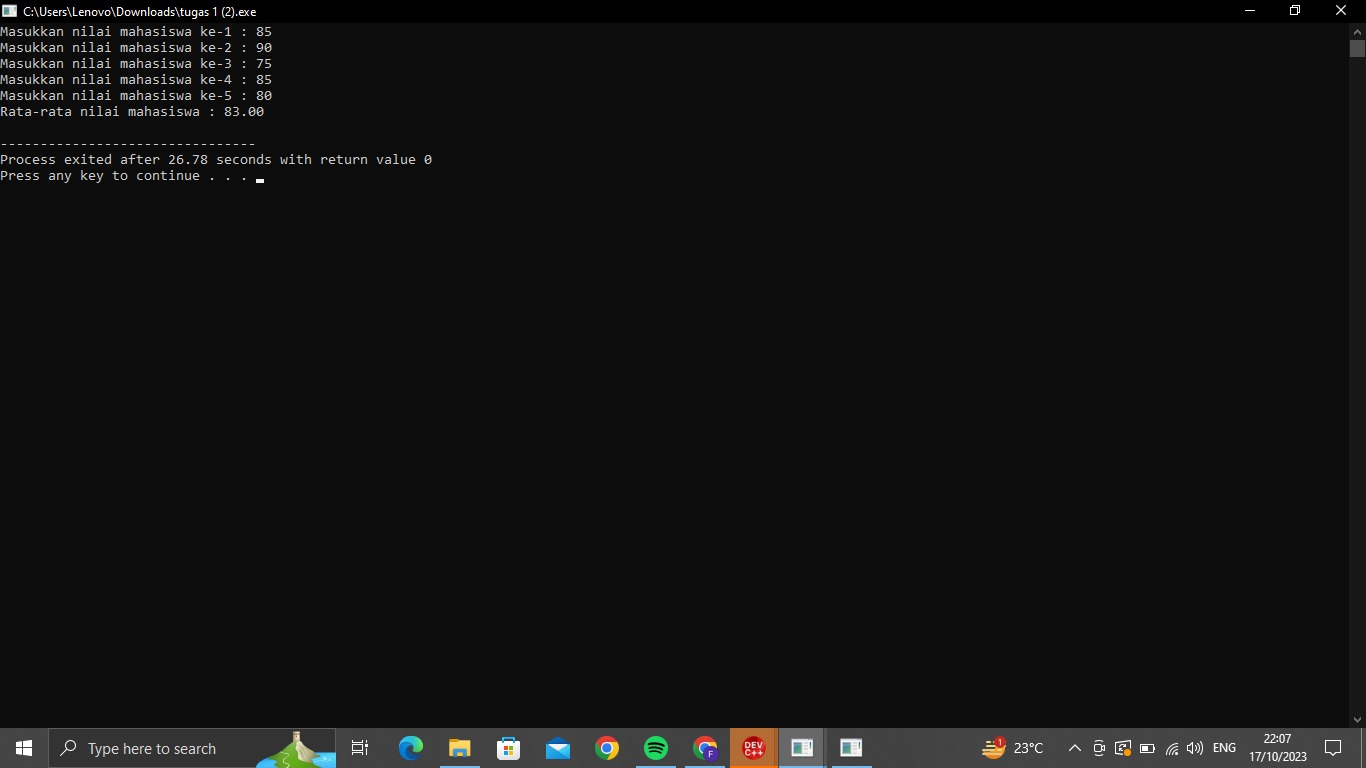 C:\Users\Lenovo\Downloads\tugas 1 (2).exe
Masukkan nilai mahasiswa ke-1 : 85
Masukkan nilai mahasiswa ke-2 : 90
Masukkan nilai mahasiswa ke-3 : 75
Masukkan nilai mahasiswa ke-4 : 85
Masukkan nilai mahasiswa ke-5 : 80
Rata-rata nilai mahasiswa : 83.00
--------------------------------
Process exited after 26.78 seconds with return value 0
Press any key to continue . . .
Type here to search
F
DEV
C++
1
23°C
ENG
22:07
17/10/2023